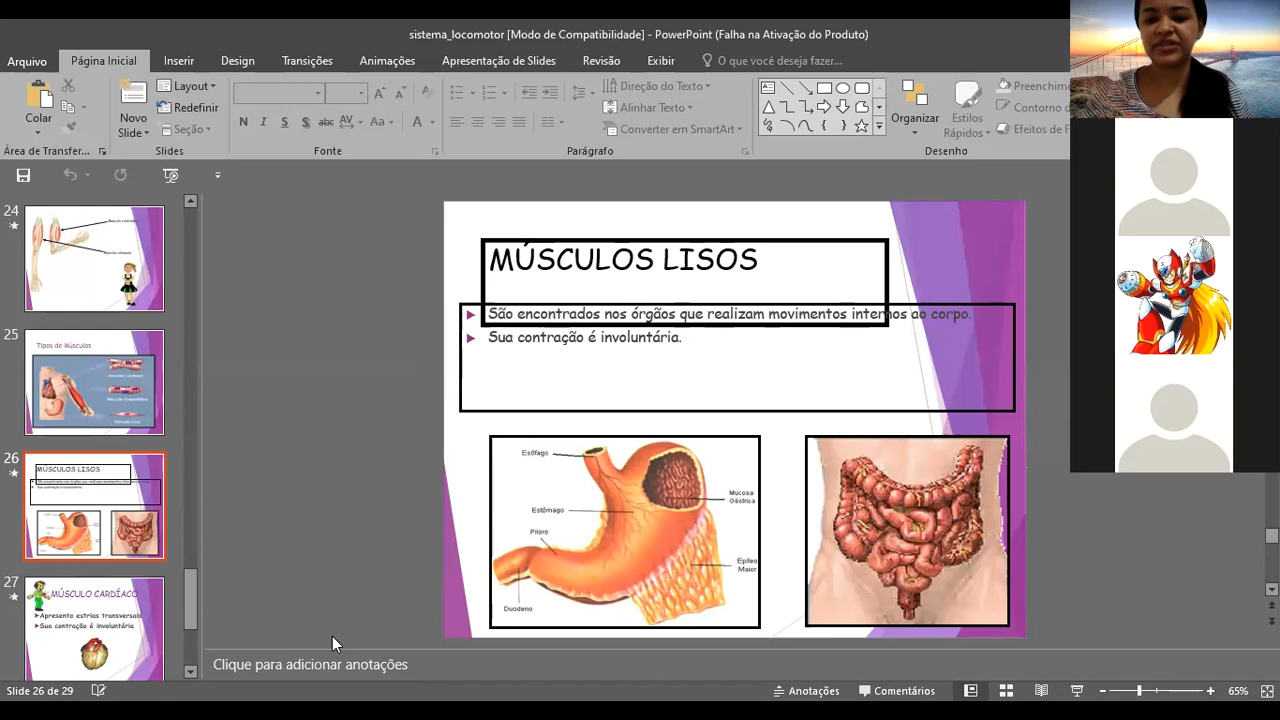 sistema_locomotor [Modo de Compatibilidade] - PowerPoint (Falha na Ativação do Produto)
Arquivo
Página Inicial
Inserir
Design
Transições
Animações
Apresentação de Slides
Revisão
Exibir
O que você deseja fazer...
Colar
Novo
Slide
Layout
Redefinir
Seção
N I S S abc AV Aa A
Direção do Texto
Alinhar Texto
Converter em SmartArt
Organizar
Estilos
Rápidos
Preenchime
Contorno d
Efeitos de F
Área de Transfer...
Slides
Fonte
Parágrafo
Desenho
24
25
Tipos de Músculos
26
MÚSCULOS LISOS
27
MÚSCULO CARDÍACO
Apresenta estrias transversais
Sua contração é involuntária
MÚSCULOS LISOS
São encontrados nos órgãos que realizam movimentos internos ao corpo.
Sua contração é involuntária.
Esôfago
Mucosa
Gástrica
Estômago
Piloro
Epíleo
Maior
Duodeno
Clique para adicionar anotações
Slide 26 de 29
Anotações
Comentários
65%